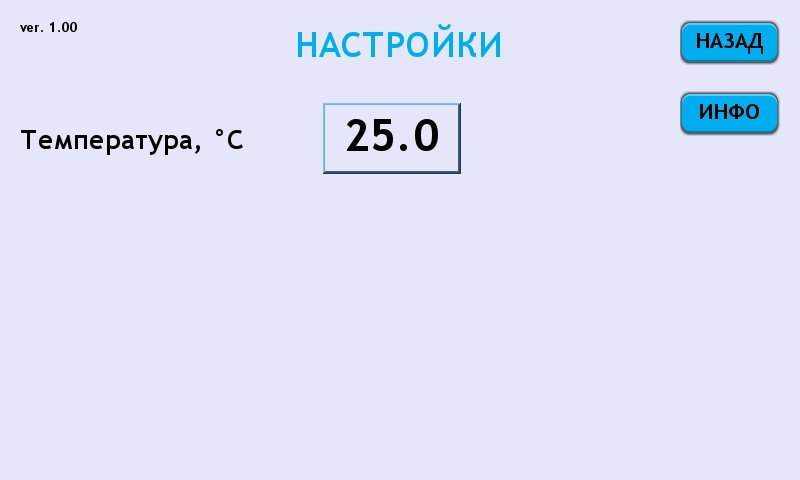 ver. 1.00
НАСТРОЙКИ
НАЗАД
ИНФО
Температура, °C
25.0